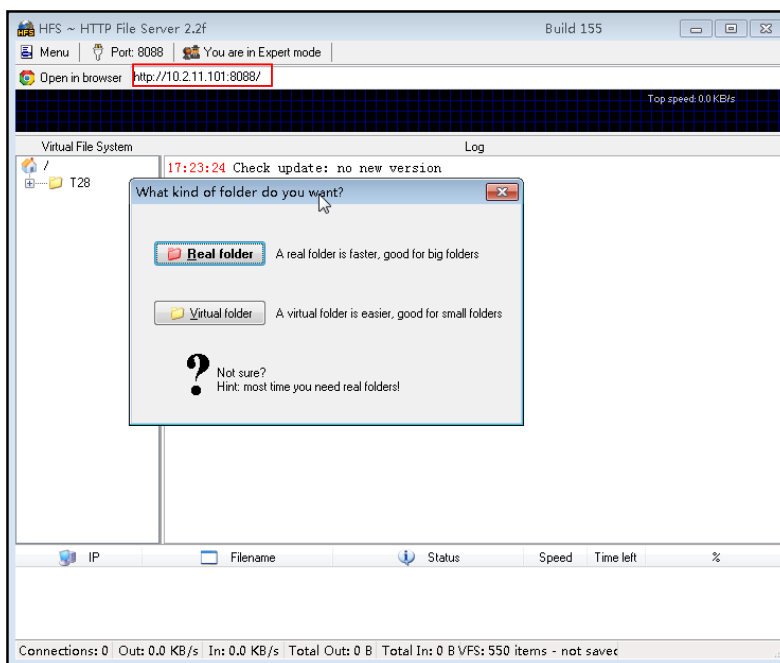 HFS ~ HTTP File Server 2.2f Build 155
Menu Port: 8088 You are in Expert mode
Open in browser http://10.2.11.101:8088/
Top speed: 0.0 KB/s
Virtual File System Log
/
T28
17:23:24 Check update: no new version
What kind of folder do you want?
Real folder A real folder is faster, good for big folders
Virtual folder A virtual folder is easier, good for small folders
?
Not sure?
Hint: most time you need real folders!
IP Filename Status Speed Time left %
Connections: 0 Out: 0.0 KB/s In: 0.0 KB/s Total Out: 0 B Total In: 0 B VFS: 550 items - not saved